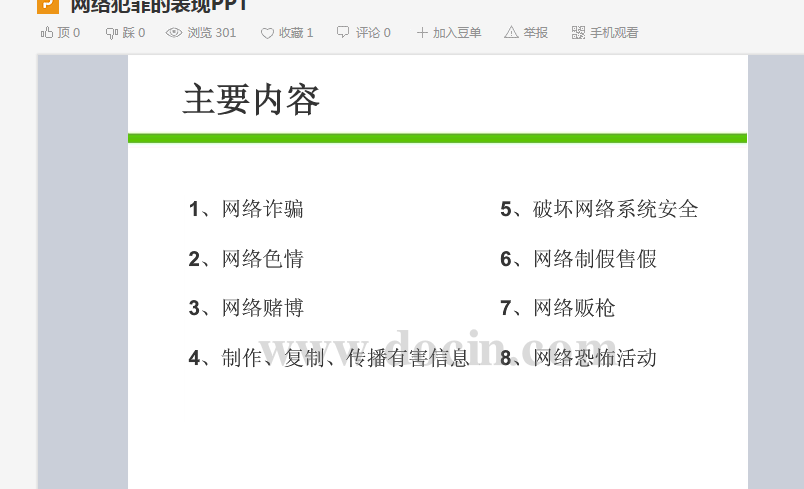 网络犯罪的表现PPT
顶 0 踩 0 浏览 301 收藏 1 评论 0 加入豆单 举报 手机观看
主要内容
1、网络诈骗
2、网络色情
3、网络赌博
4、制作、复制、传播有害信息
5、破坏网络系统安全
6、网络制假售假
7、网络贩枪
8、网络恐怖活动
www.docin.com